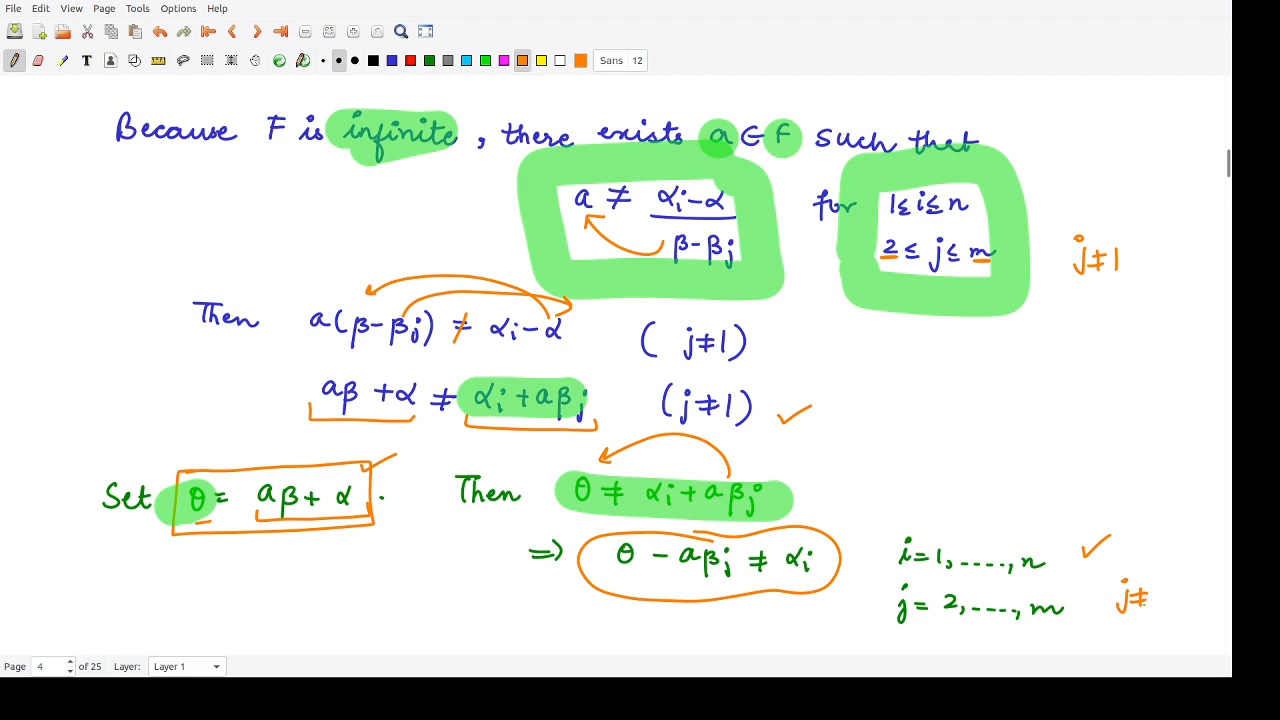 File Edit View Page Tools Options Help
T Sans 12
Because F is infinite, there exists a ∈ F such that
a ≠ (αi-α)/(β-βj) for 1≤i≤n
2 ≤ j ≤ m
j≠1
Then a(β-βj) ≠ αi-α (j≠1)
aβ+α ≠ αi+aβj (j≠1) ✓
Set θ = aβ+α. ✓ Then θ ≠ αi+aβj
⇒ θ - aβj ≠ αi
i=1,....,n ✓
j= 2,....,m j≠
Page 4 of 25 Layer: Layer 1